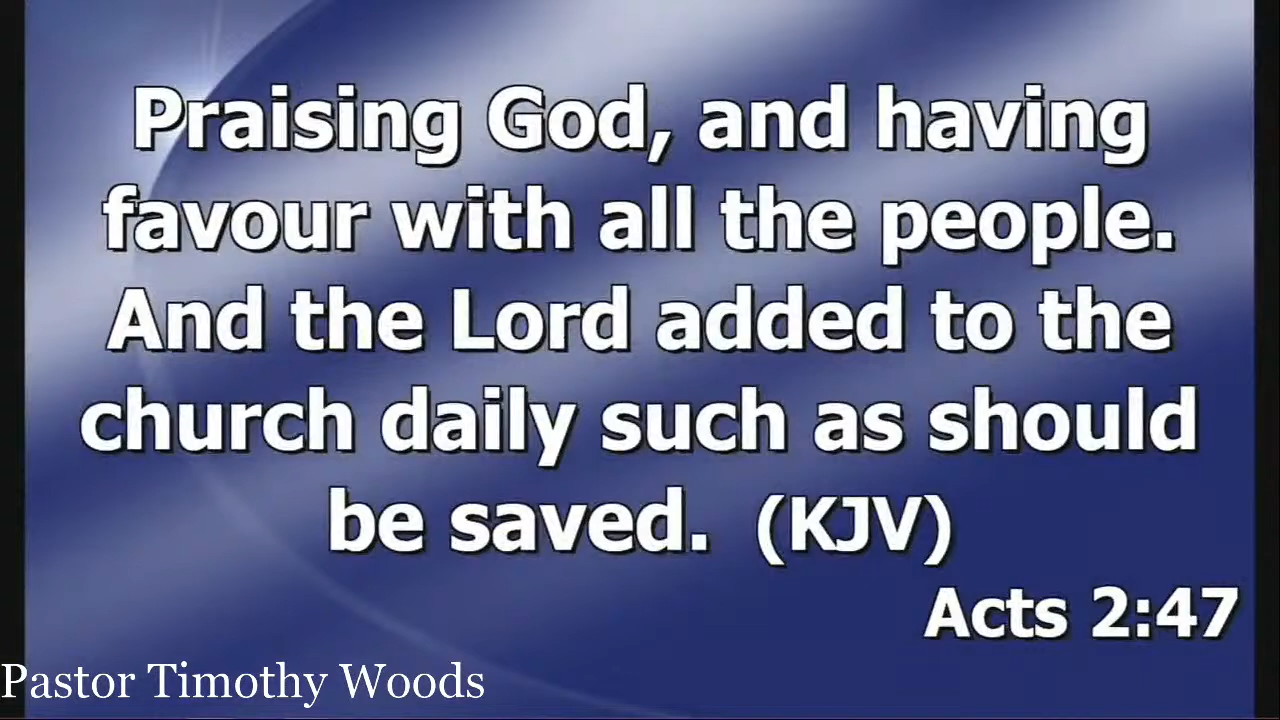 Praising God, and having
favour with all the people.
And the Lord added to the
church daily such as should
be saved.  (KJV)
Acts 2:47
Pastor Timothy Woods